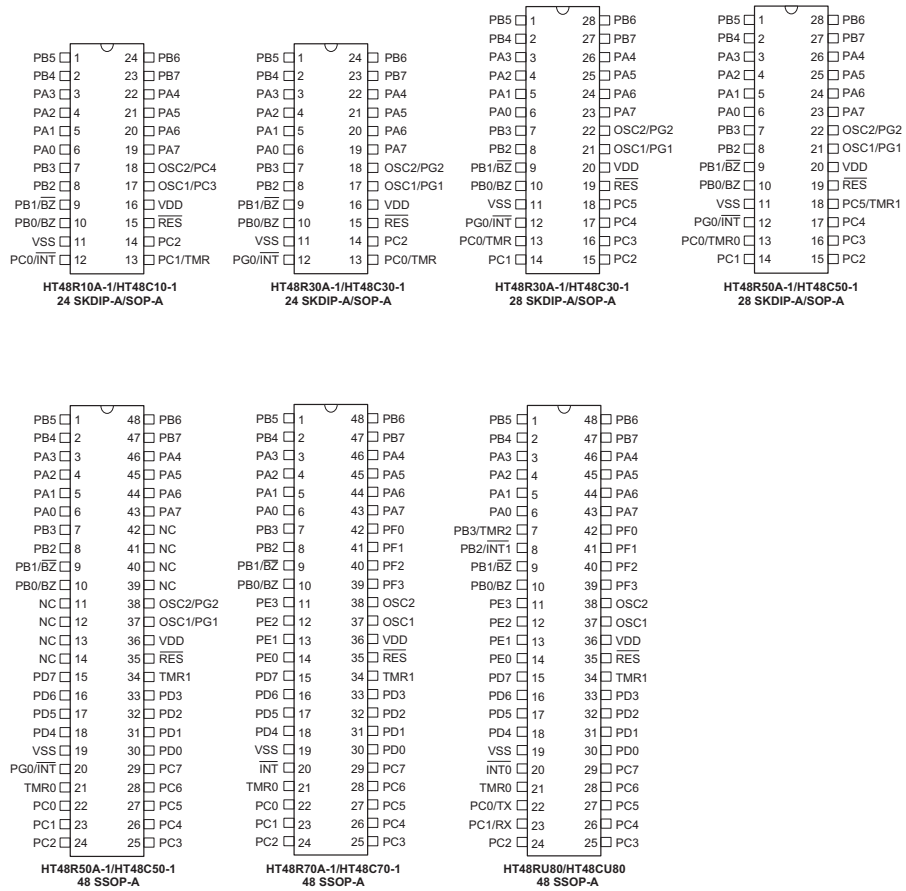 PB5 1 24 PB6
PB4 2 23 PB7
PA3 3 22 PA4
PA2 4 21 PA5
PA1 5 20 PA6
PA0 6 19 PA7
PB3 7 18 OSC2/PC4
PB2 8 17 OSC1/PC3
PB1/B̅Z̅ 9 16 VDD
PB0/BZ 10 15 R̅E̅S̅
VSS 11 14 PC2
PC0/I̅N̅T̅ 12 13 PC1/TMR
HT48R10A-1/HT48C10-1
24 SKDIP-A/SOP-A
PB5 1 24 PB6
PB4 2 23 PB7
PA3 3 22 PA4
PA2 4 21 PA5
PA1 5 20 PA6
PA0 6 19 PA7
PB3 7 18 OSC2/PG2
PB2 8 17 OSC1/PG1
PB1/B̅Z̅ 9 16 VDD
PB0/BZ 10 15 R̅E̅S̅
VSS 11 14 PC2
PG0/I̅N̅T̅ 12 13 PC0/TMR
HT48R30A-1/HT48C30-1
24 SKDIP-A/SOP-A
PB5 1 28 PB6
PB4 2 27 PB7
PA3 3 26 PA4
PA2 4 25 PA5
PA1 5 24 PA6
PA0 6 23 PA7
PB3 7 22 OSC2/PG2
PB2 8 21 OSC1/PG1
PB1/B̅Z̅ 9 20 VDD
PB0/BZ 10 19 R̅E̅S̅
VSS 11 18 PC5
PG0/I̅N̅T̅ 12 17 PC4
PC0/TMR 13 16 PC3
PC1 14 15 PC2
HT48R30A-1/HT48C30-1
28 SKDIP-A/SOP-A
PB5 1 28 PB6
PB4 2 27 PB7
PA3 3 26 PA4
PA2 4 25 PA5
PA1 5 24 PA6
PA0 6 23 PA7
PB3 7 22 OSC2/PG2
PB2 8 21 OSC1/PG1
PB1/B̅Z̅ 9 20 VDD
PB0/BZ 10 19 R̅E̅S̅
VSS 11 18 PC5/TMR1
PG0/I̅N̅T̅ 12 17 PC4
PC0/TMR0 13 16 PC3
PC1 14 15 PC2
HT48R50A-1/HT48C50-1
28 SKDIP-A/SOP-A
PB5 1 48 PB6
PB4 2 47 PB7
PA3 3 46 PA4
PA2 4 45 PA5
PA1 5 44 PA6
PA0 6 43 PA7
PB3 7 42 NC
PB2 8 41 NC
PB1/B̅Z̅ 9 40 NC
PB0/BZ 10 39 NC
NC 11 38 OSC2/PG2
NC 12 37 OSC1/PG1
NC 13 36 VDD
NC 14 35 R̅E̅S̅
PD7 15 34 TMR1
PD6 16 33 PD3
PD5 17 32 PD2
PD4 18 31 PD1
VSS 19 30 PD0
PG0/I̅N̅T̅ 20 29 PC7
TMR0 21 28 PC6
PC0 22 27 PC5
PC1 23 26 PC4
PC2 24 25 PC3
HT48R50A-1/HT48C50-1
48 SSOP-A
PB5 1 48 PB6
PB4 2 47 PB7
PA3 3 46 PA4
PA2 4 45 PA5
PA1 5 44 PA6
PA0 6 43 PA7
PB3 7 42 PF0
PB2 8 41 PF1
PB1/B̅Z̅ 9 40 PF2
PB0/BZ 10 39 PF3
PE3 11 38 OSC2
PE2 12 37 OSC1
PE1 13 36 VDD
PE0 14 35 R̅E̅S̅
PD7 15 34 TMR1
PD6 16 33 PD3
PD5 17 32 PD2
PD4 18 31 PD1
VSS 19 30 PD0
I̅N̅T̅ 20 29 PC7
TMR0 21 28 PC6
PC0 22 27 PC5
PC1 23 26 PC4
PC2 24 25 PC3
HT48R70A-1/HT48C70-1
48 SSOP-A
PB5 1 48 PB6
PB4 2 47 PB7
PA3 3 46 PA4
PA2 4 45 PA5
PA1 5 44 PA6
PA0 6 43 PA7
PB3/TMR2 7 42 PF0
PB2/I̅N̅T̅1̅ 8 41 PF1
PB1/B̅Z̅ 9 40 PF2
PB0/BZ 10 39 PF3
PE3 11 38 OSC2
PE2 12 37 OSC1
PE1 13 36 VDD
PE0 14 35 R̅E̅S̅
PD7 15 34 TMR1
PD6 16 33 PD3
PD5 17 32 PD2
PD4 18 31 PD1
VSS 19 30 PD0
I̅N̅T̅0̅ 20 29 PC7
TMR0 21 28 PC6
PC0/TX 22 27 PC5
PC1/RX 23 26 PC4
PC2 24 25 PC3
HT48RU80/HT48CU80
48 SSOP-A